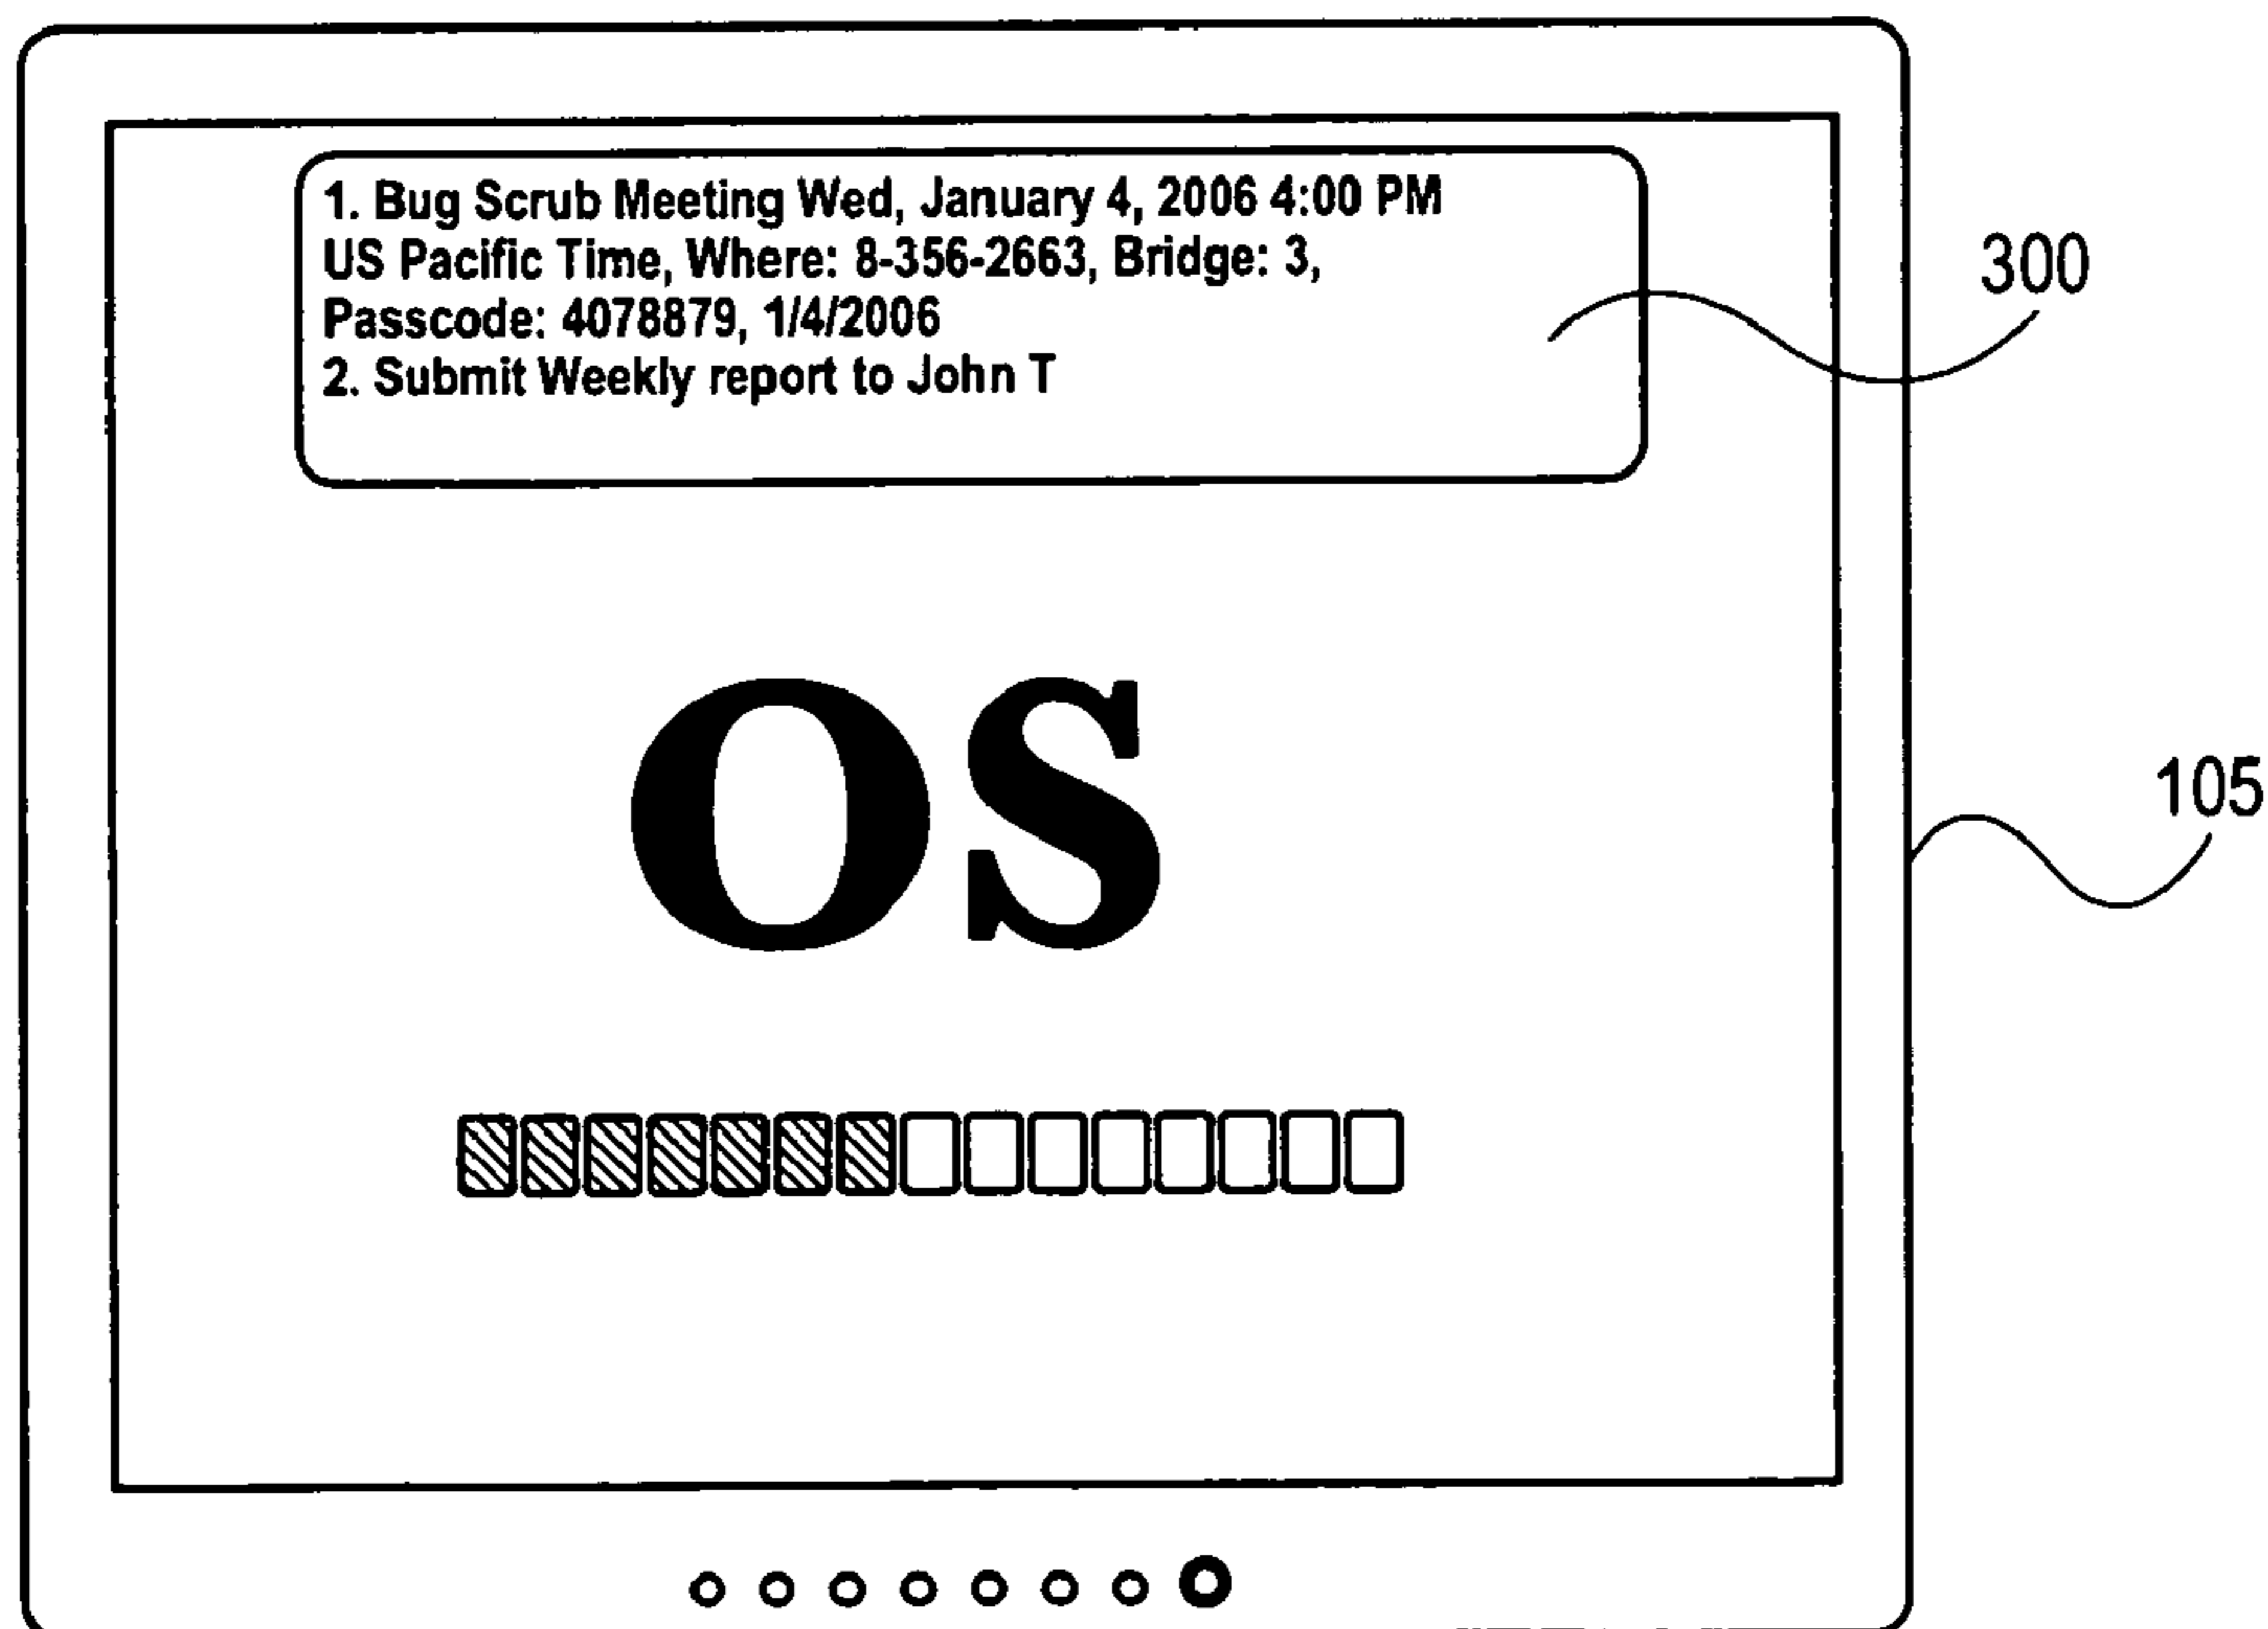 1. Bug Scrub Meeting Wed, January 4, 2006 4:00 PM
US Pacific Time, Where: 8-356-2663, Bridge: 3,
Passcode: 4078879, 1/4/2006
2. Submit Weekly report to John T
300
OS
105